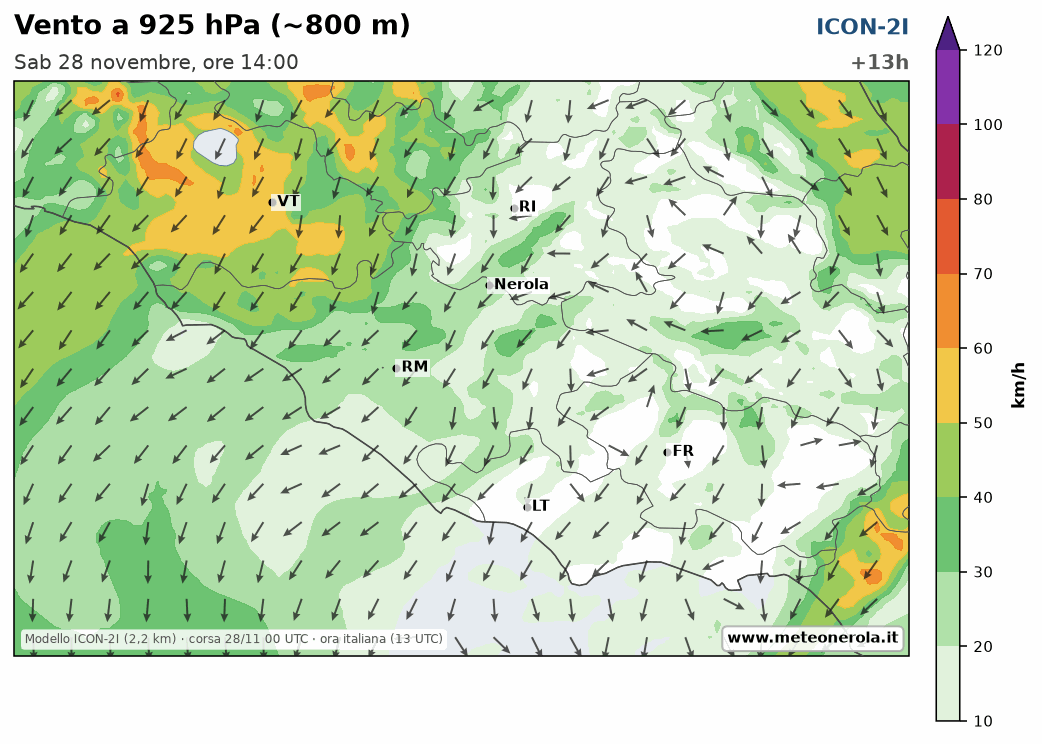 Vento a 925 hPa (~800 m)
ICON-2I
Sab 28 novembre, ore 14:00
+13h
120
100
80
70
60
50
40
30
20
10
km/h
VT
RI
Nerola
RM
FR
LT
Modello ICON-2I (2,2 km) · corsa 28/11 00 UTC · ora italiana (13 UTC)
www.meteonerola.it